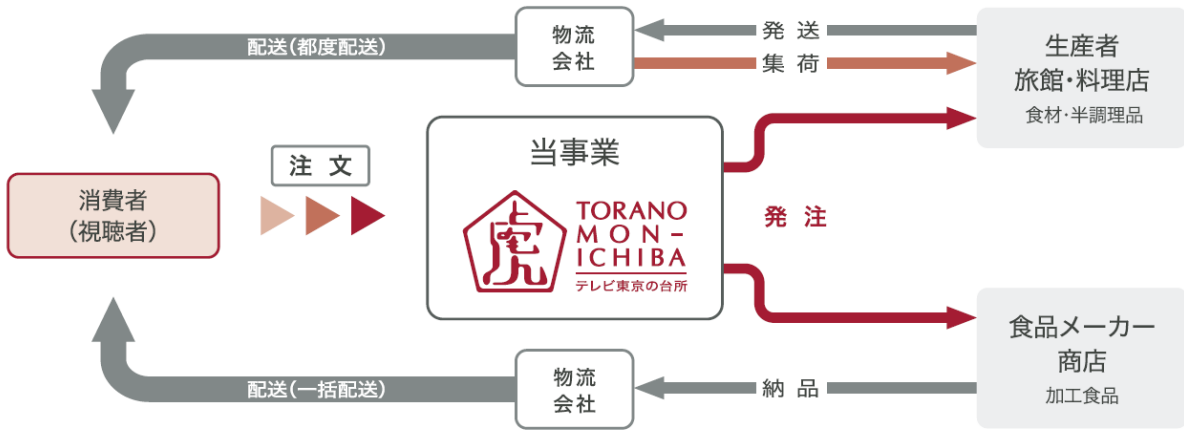 配送(都度配送)
物流
会社
発送
集荷
生産者
旅館・料理店
食材・半調理品
消費者
(視聴者)
注文
当事業
虎
TORANO
MON-
ICHIBA
テレビ東京の台所
発注
配送(一括配送)
物流
会社
納品
食品メーカー
商店
加工食品